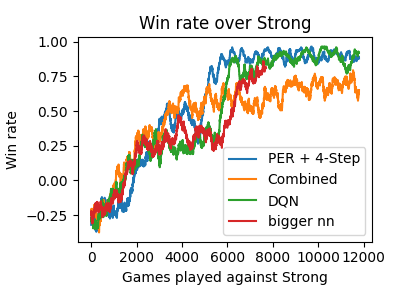 Win rate over Strong
Win rate
1.00
0.75
0.50
0.25
0.00
−0.25
0 2000 4000 6000 8000 10000 12000
Games played against Strong
PER + 4-Step
Combined
DQN
bigger nn